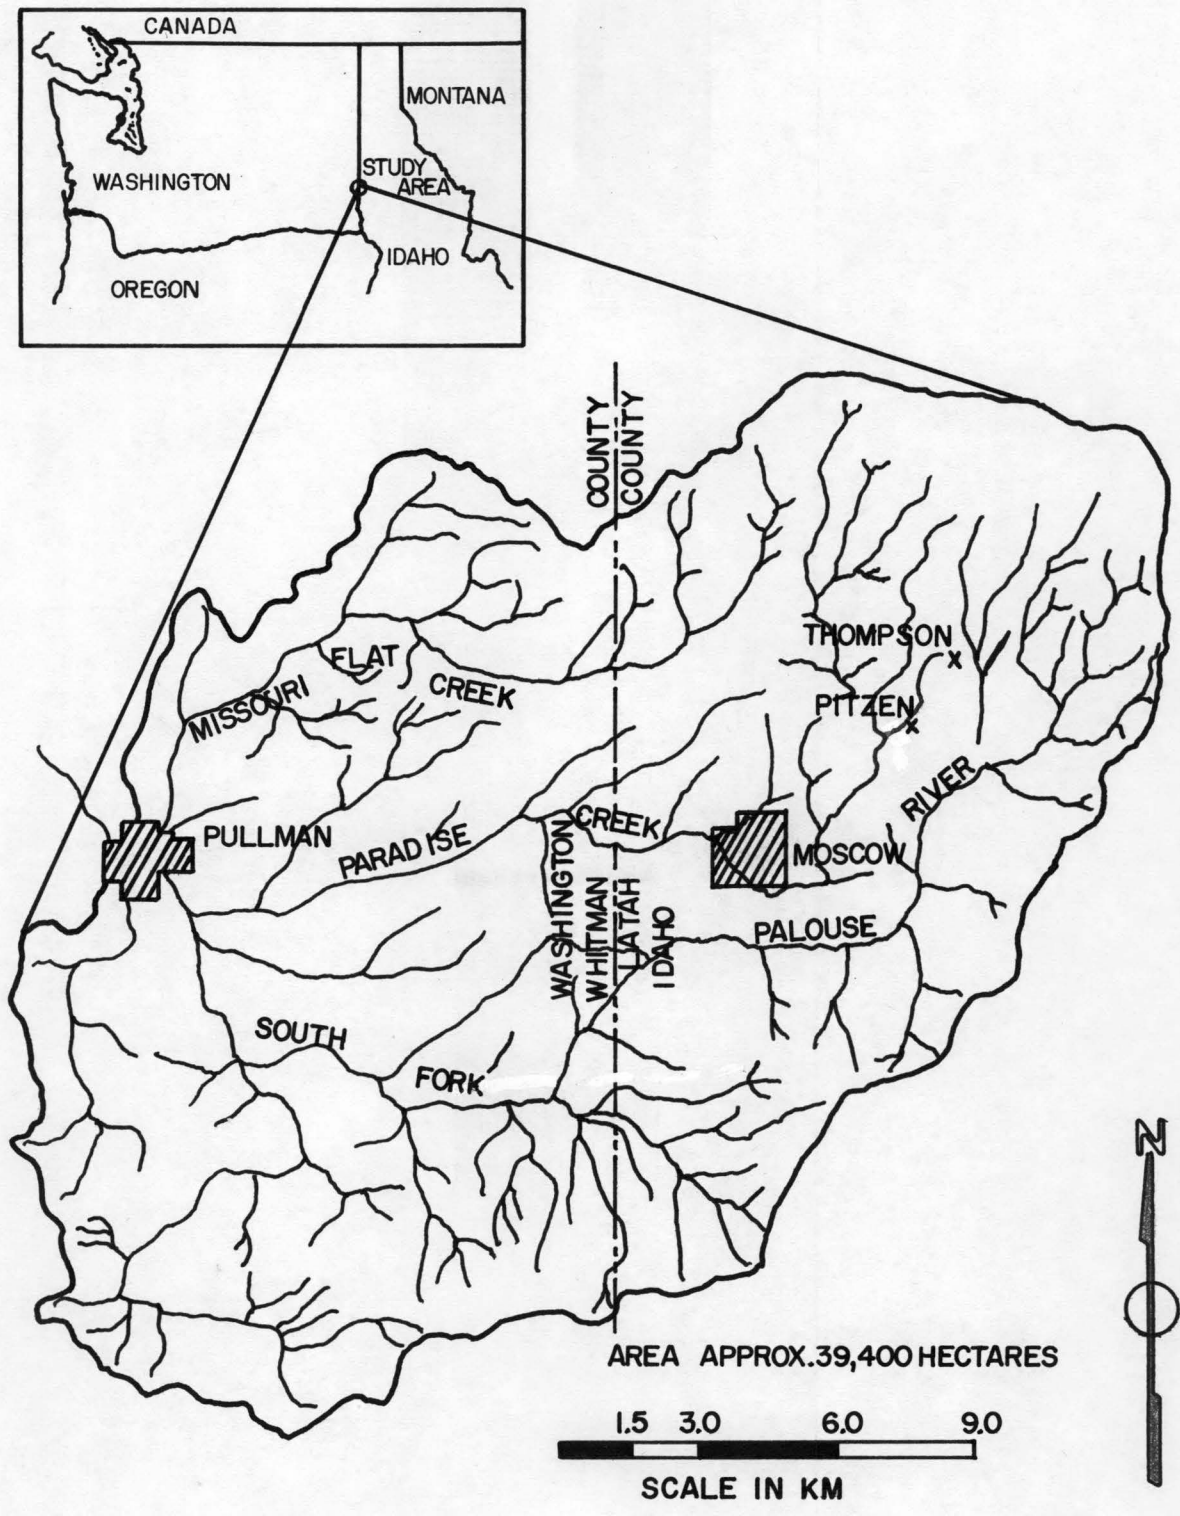 CANADA
MONTANA
STUDY
AREA
WASHINGTON
IDAHO
OREGON
COUNTY
COUNTY
THOMPSON
FLAT
CREEK
MISSOURI
PITZEN
RIVER
PULLMAN
PARADISE
CREEK
MOSCOW
WASHINGTON
WHITMAN
LATAH
IDAHO
PALOUSE
SOUTH
FORK
N
AREA APPROX.39,400 HECTARES
1.5 3.0 6.0 9.0
SCALE IN KM